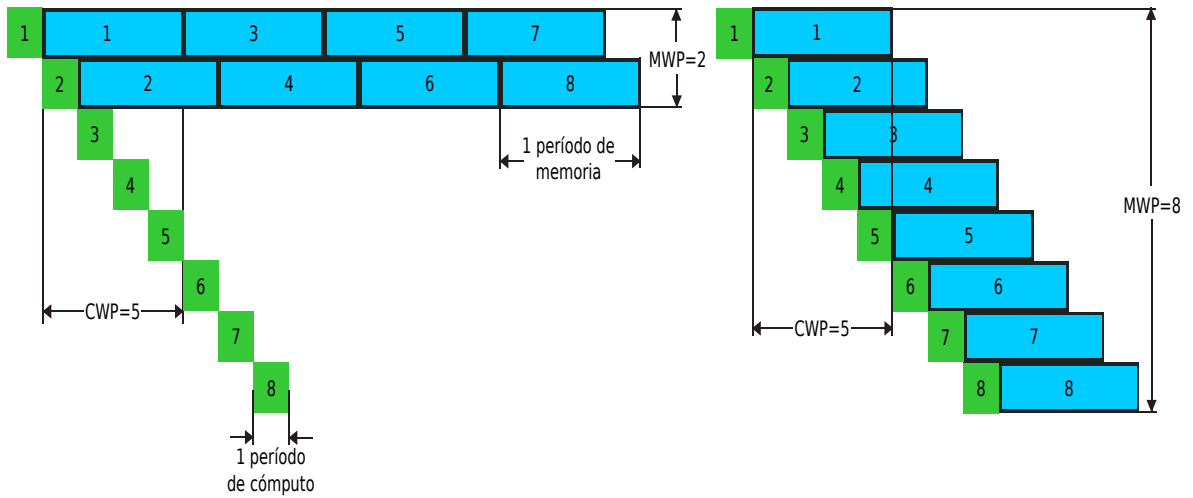 1 1 3 5 7
2 2 4 6 8
MWP=2
3
1 período de
memoria
4
5
6
CWP=5
7
8
1 período
de cómputo
1 1
2 2
3 3
4 4
MWP=8
5 5
6 6
CWP=5
7 7
8 8